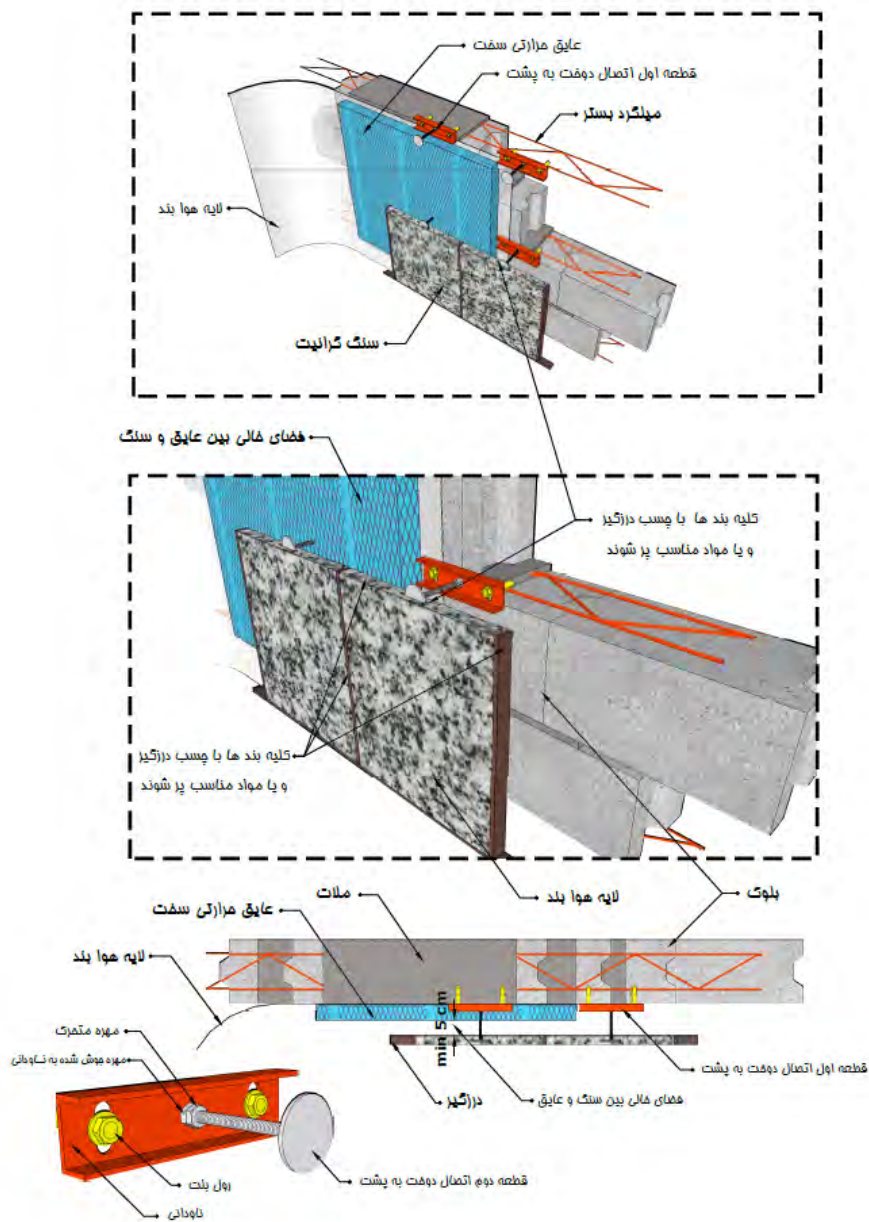 عایق حرارتی سخت
قطعه اول اتصال دوخت به پشت
میلگرد بستر
لایه هوا بند
سنگ گرانیت
فضای خالی بین عایق و سنگ
کلیه بند ها با چسب درزگیر
و یا مواد مناسب پر شوند
کلیه بند ها با چسب درزگیر
و یا مواد مناسب پر شوند
لایه هوا بند
بلوک
ملات
عایق حرارتی سخت
لایه هوا بند
min 5 cm
مهره متحرک
مهره جوش شده به ناودانی
قطعه اول اتصال دوخت به پشت
درزگیر
فضای خالی بین سنگ و عایق
قطعه دوم اتصال دوخت به پشت
رول بلت
ناودانی